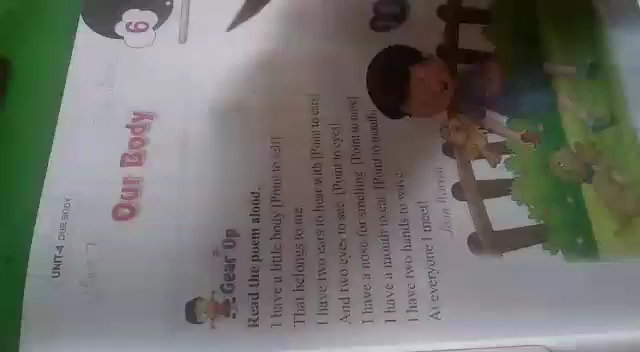 UNIT-4 OUR BODY
6
Our Body
Gear Up
Read the poem aloud.
I have a little body [Point to self]
That belongs to me
I have two ears to hear with [Point to ears]
And two eyes to see [Point to eyes]
I have a nose for smelling [Point to nose]
I have a mouth to eat [Point to mouth]
I have two hands to wave
At everyone I meet!